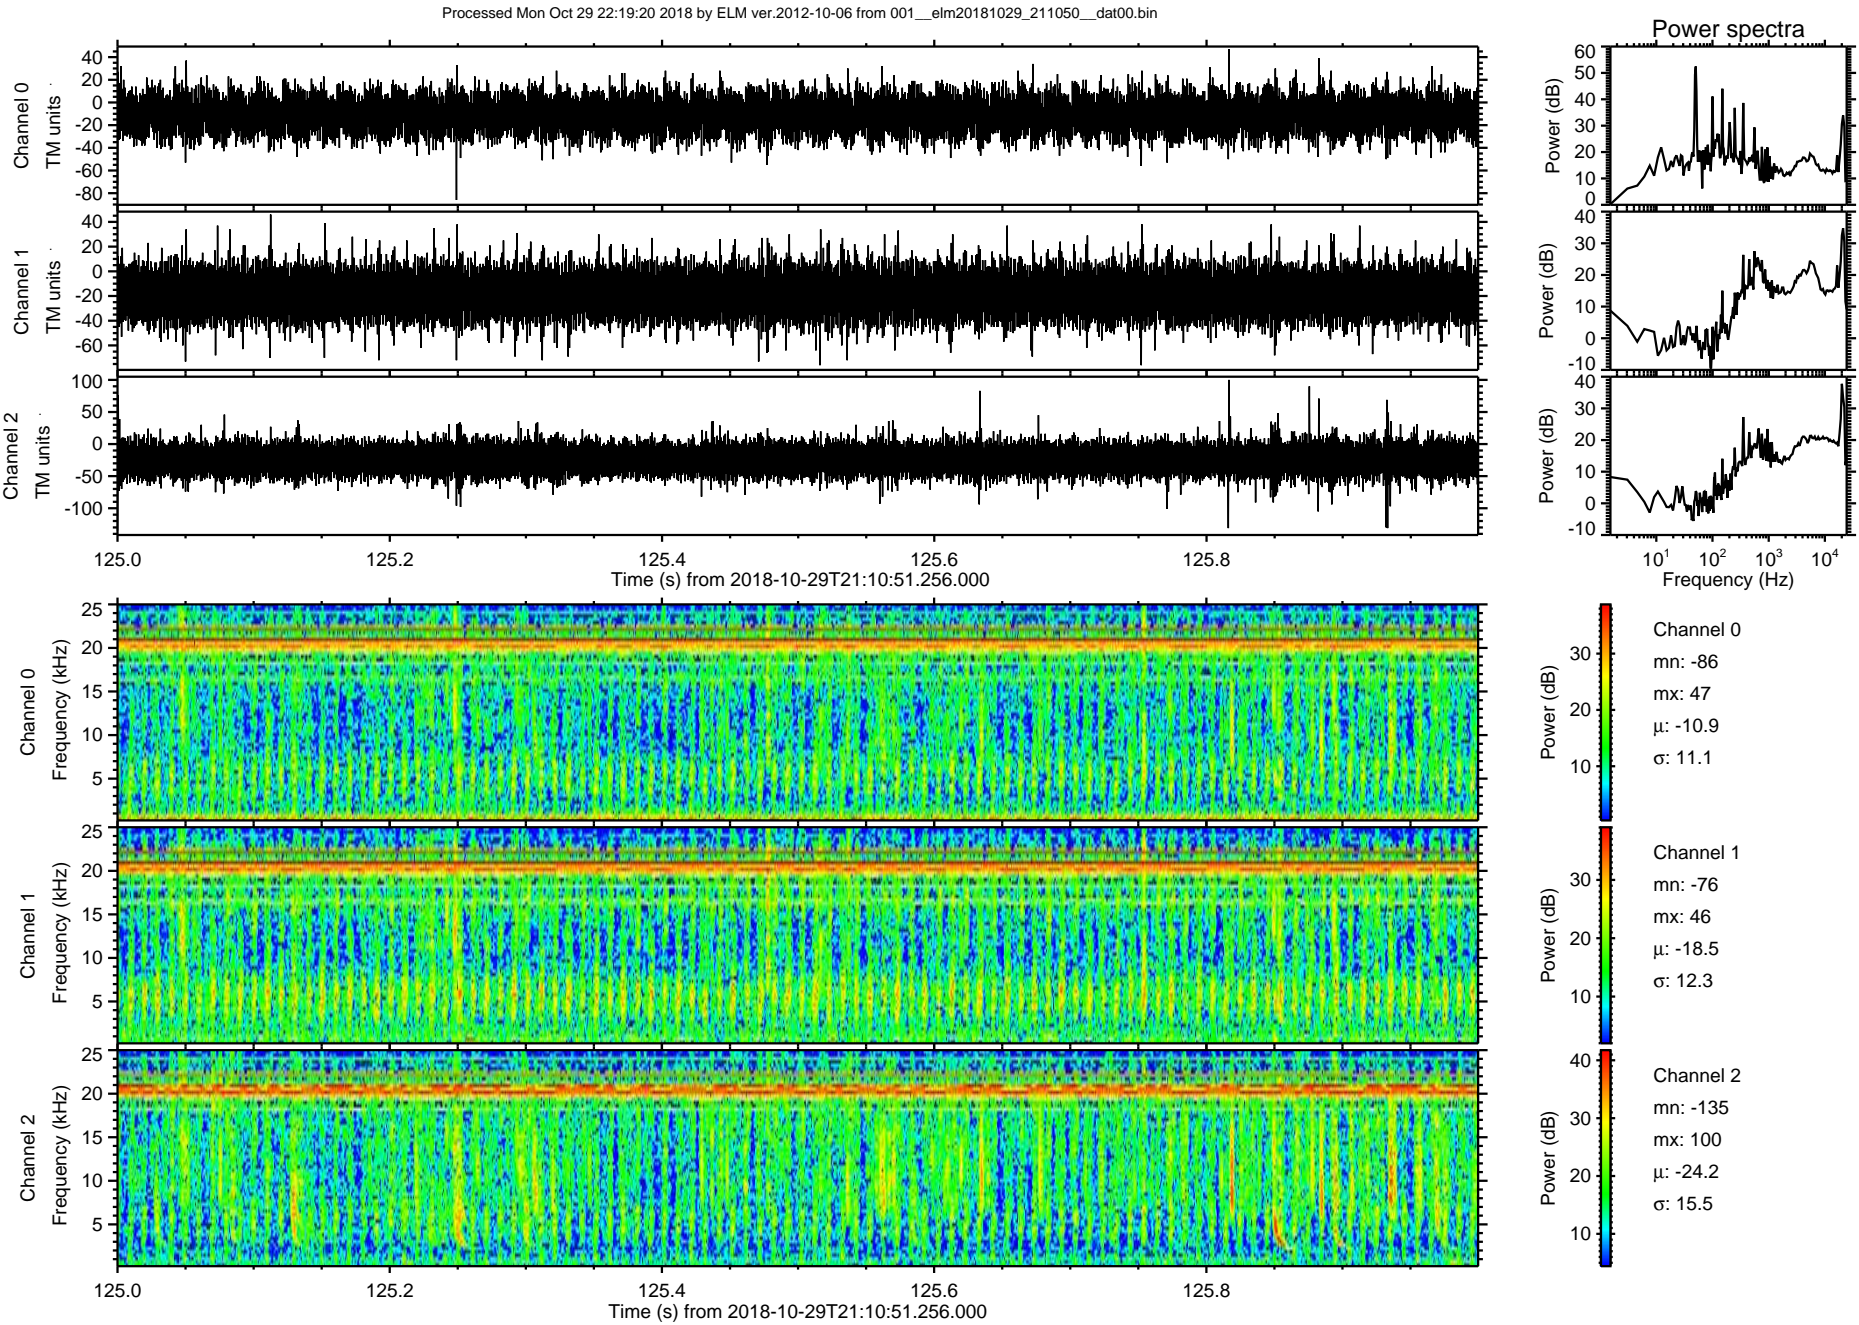 Processed Mon Oct 29 22:19:20 2018 by ELM ver.2012-10-06 from 001__elm20181029_211050__dat00.bin
Power spectra
Channel 0
TM units
40
20
0
-20
-40
-60
-80
Power (dB)
60
50
40
30
20
10
0
Channel 1
TM units
40
20
0
-20
-40
-60
Power (dB)
40
30
20
10
0
-10
Channel 2
TM units
100
50
0
-50
-100
Power (dB)
40
30
20
10
0
-10
125.0 125.2 125.4 125.6 125.8
Time (s) from 2018-10-29T21:10:51.256.000
10¹ 10² 10³ 10⁴
Frequency (Hz)
Channel 0
Frequency (kHz)
25
20
15
10
5
Power (dB)
30
20
10
Channel 0
mn: -86
mx: 47
μ: -10.9
σ: 11.1
Channel 1
Frequency (kHz)
25
20
15
10
5
Power (dB)
30
20
10
Channel 1
mn: -76
mx: 46
μ: -18.5
σ: 12.3
Channel 2
Frequency (kHz)
25
20
15
10
5
Power (dB)
40
30
20
10
Channel 2
mn: -135
mx: 100
μ: -24.2
σ: 15.5
125.0 125.2 125.4 125.6 125.8
Time (s) from 2018-10-29T21:10:51.256.000